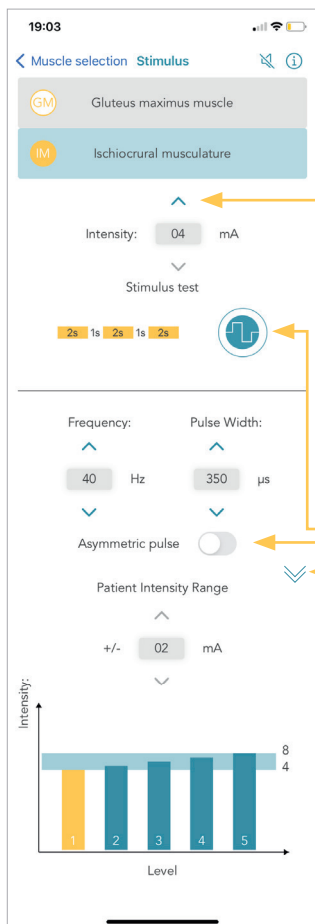 19:03
Muscle selection Stimulus
GM Gluteus maximus muscle
IM Ischiocrural musculature
Intensity: 04 mA
Stimulus test
2s 1s 2s 1s 2s
Frequency: Pulse Width:
40 Hz 350 µs
Asymmetric pulse
Patient Intensity Range
+/- 02 mA
Intensity:
8
4
1 2 3 4 5
Level